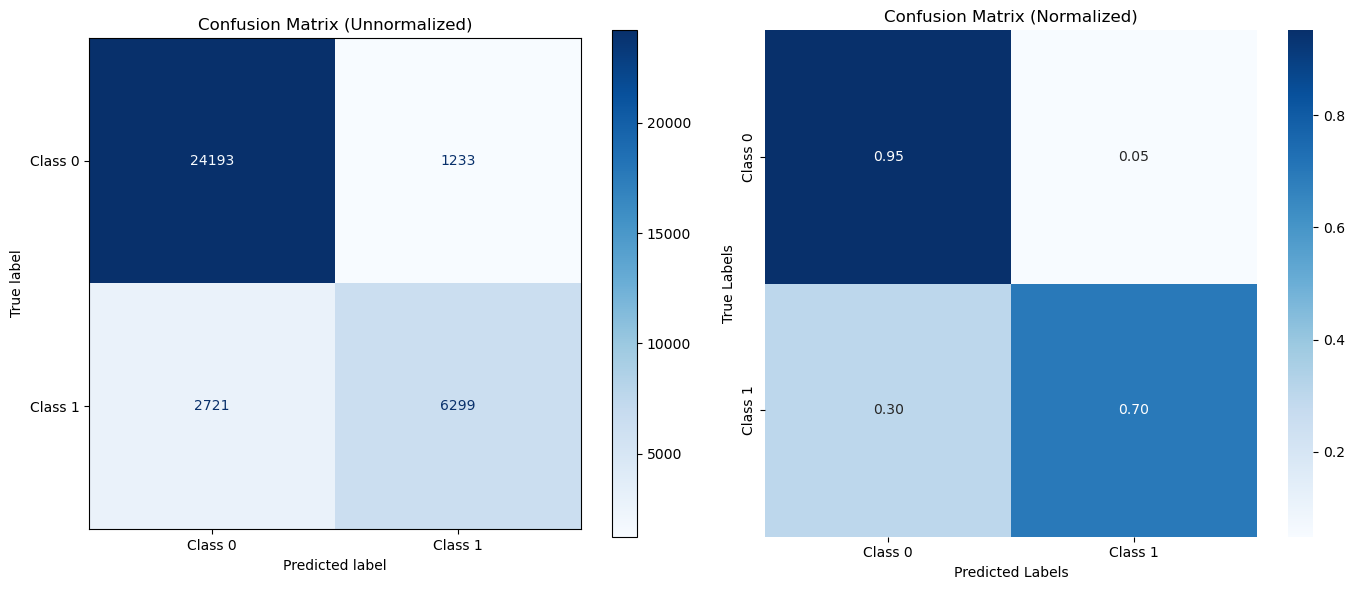 Confusion Matrix (Unnormalized)
True label
Class 0
24193
1233
Class 1
2721
6299
Class 0
Class 1
Predicted label
20000
15000
10000
5000
Confusion Matrix (Normalized)
True Labels
Class 0
0.95
0.05
Class 1
0.30
0.70
Class 0
Class 1
Predicted Labels
0.8
0.6
0.4
0.2